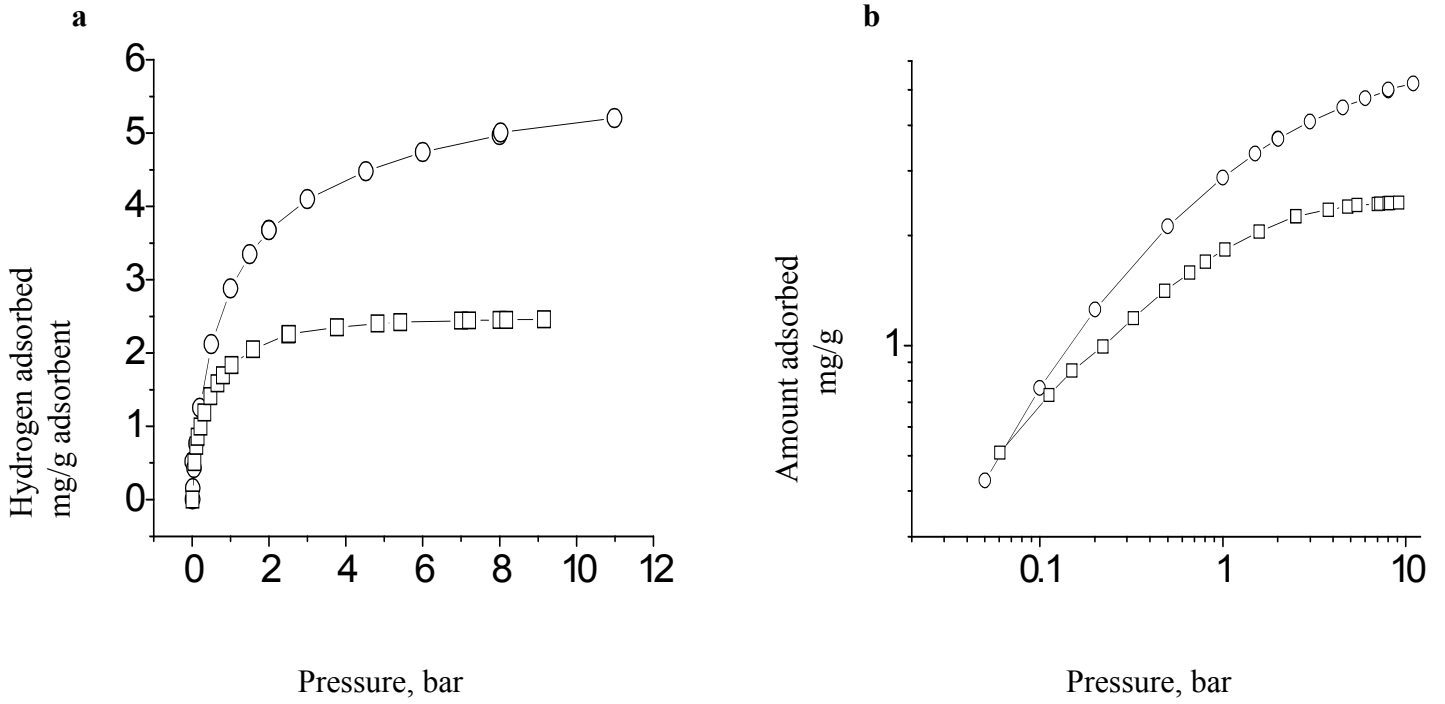 a
6
5
4
3
2
1
0
0 2 4 6 8 10 12
Hydrogen adsorbed
mg/g adsorbent
Pressure, bar
b
1
0.1 1 10
Amount adsorbed
mg/g
Pressure, bar